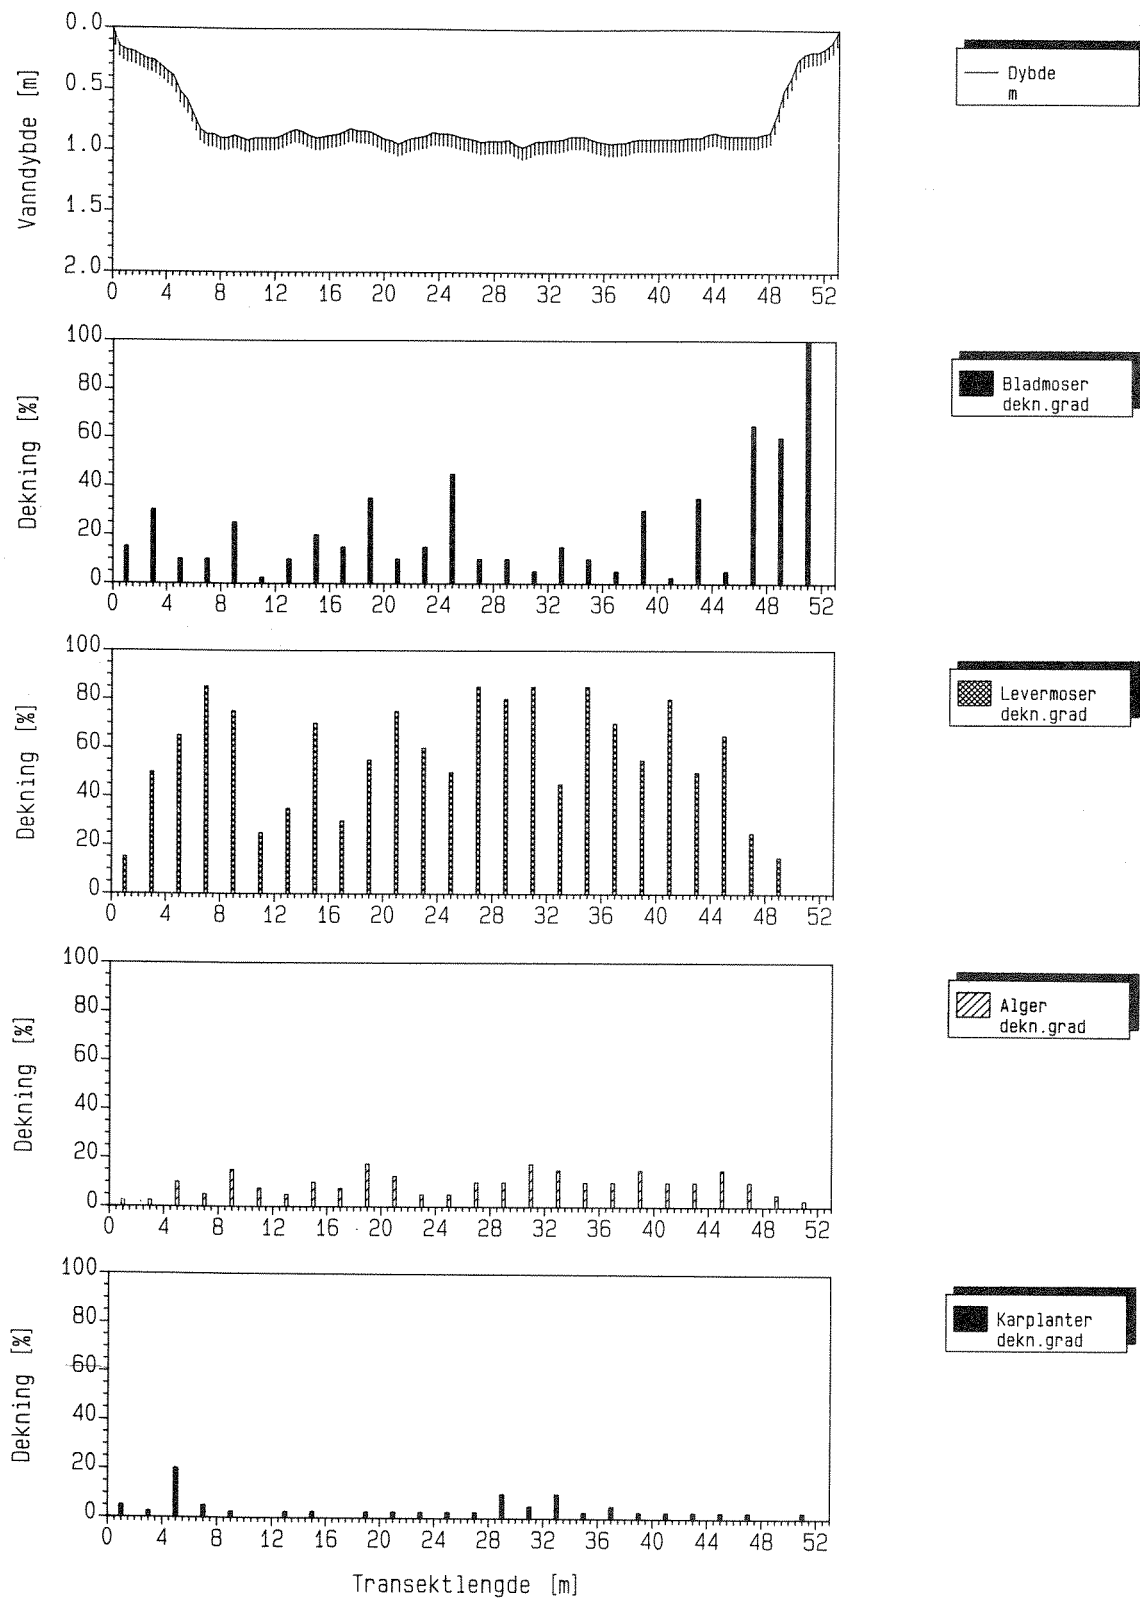 0.0
0.5
1.0
1.5
2.0
Vanndybde [m]
0 4 8 12 16 20 24 28 32 36 40 44 48 52
Dybde
m
100
80
60
40
20
0
Dekning [%]
0 4 8 12 16 20 24 28 32 36 40 44 48 52
Bladmoser
dekn.grad
100
80
60
40
20
0
Dekning [%]
0 4 8 12 16 20 24 28 32 36 40 44 48 52
Levermoser
dekn.grad
100
80
60
40
20
0
Dekning [%]
0 4 8 12 16 20 24 28 32 36 40 44 48 52
Alger
dekn.grad
100
80
60
40
20
0
Dekning [%]
0 4 8 12 16 20 24 28 32 36 40 44 48 52
Karplanter
dekn.grad
Transektlengde [m]